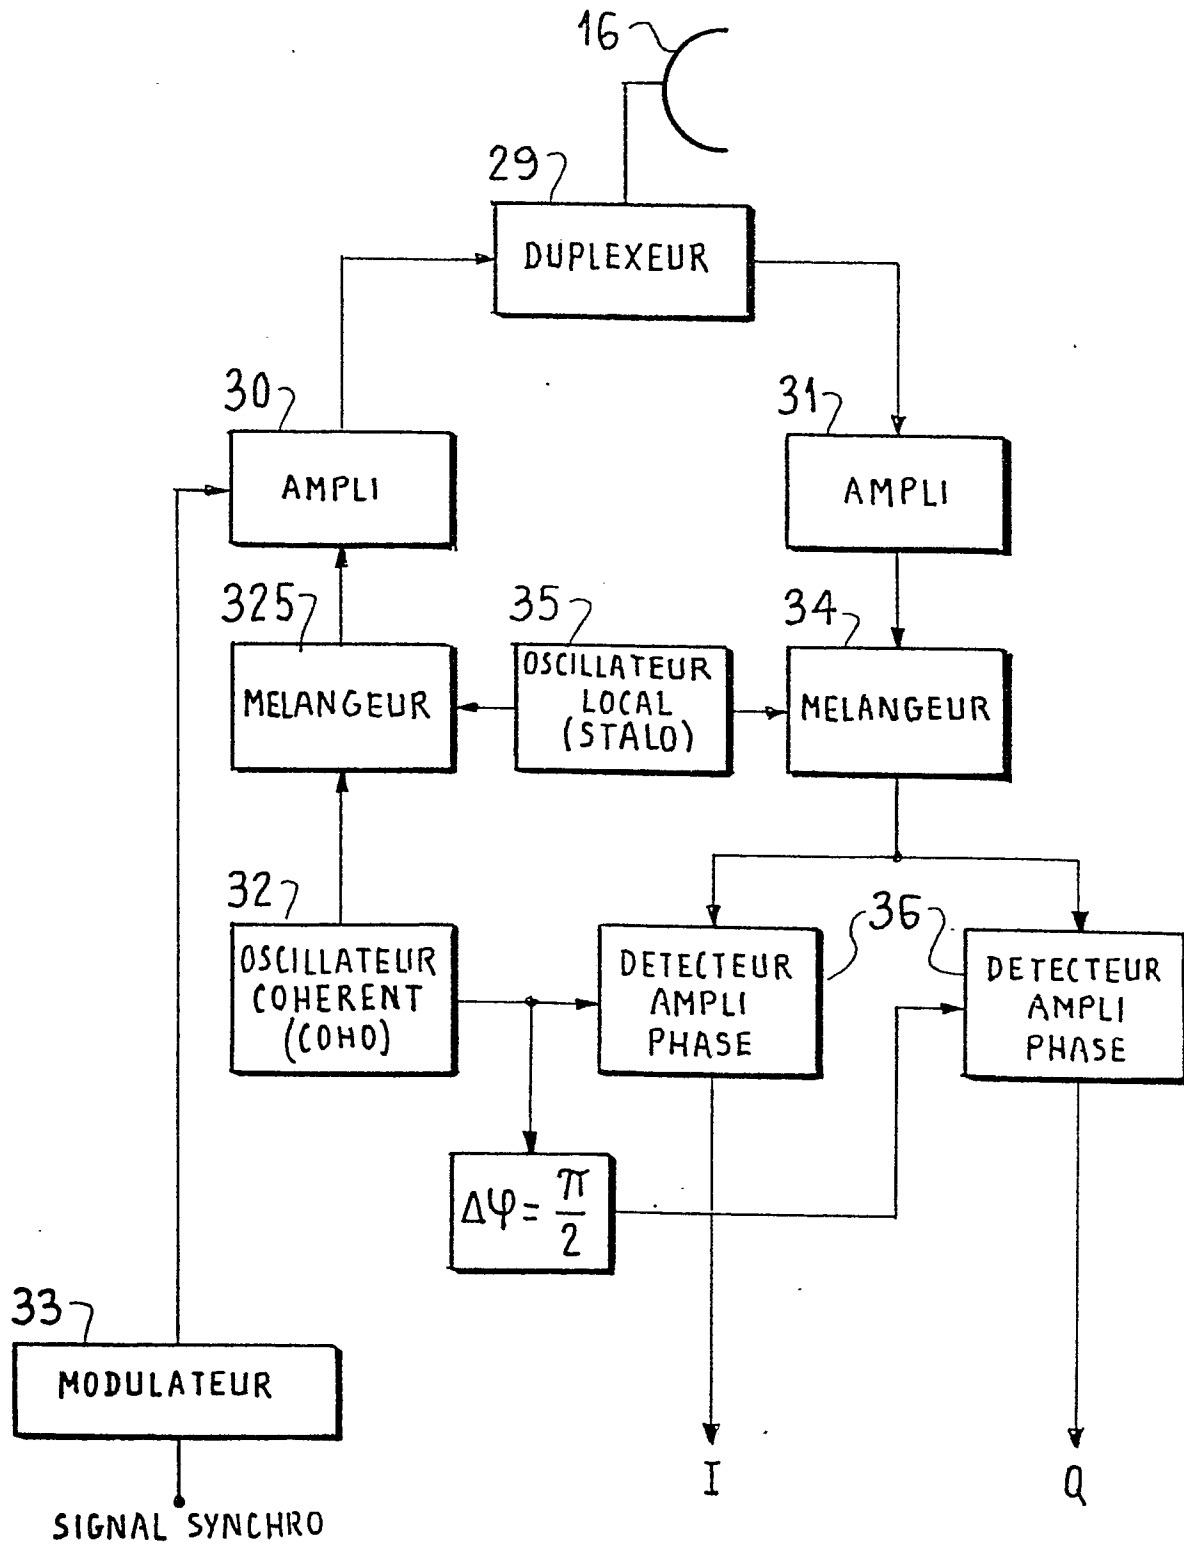 16
29
DUPLEXEUR
30
31
AMPLI
AMPLI
325
35
34
MELANGEUR
OSCILLATEUR
LOCAL
(STALO)
MELANGEUR
32
36
OSCILLATEUR
COHERENT
(COHO)
DETECTEUR
AMPLI
PHASE
DETECTEUR
AMPLI
PHASE
Δφ = π/2
33
MODULATEUR
I
Q
SIGNAL SYNCHRO